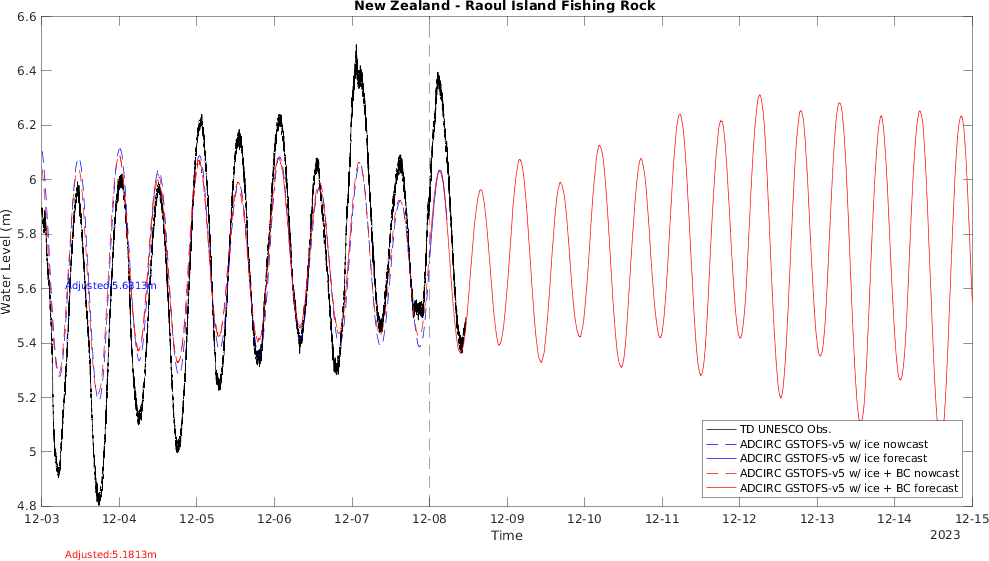 New Zealand - Raoul Island Fishing Rock
6.6
6.4
6.2
6
5.8
5.6
5.4
5.2
5
4.8
Water Level (m)
Adjusted:5.6313m
TD UNESCO Obs.
ADCIRC GSTOFS-v5 w/ ice nowcast
ADCIRC GSTOFS-v5 w/ ice forecast
ADCIRC GSTOFS-v5 w/ ice + BC nowcast
ADCIRC GSTOFS-v5 w/ ice + BC forecast
12-03 12-04 12-05 12-06 12-07 12-08 12-09 12-10 12-11 12-12 12-13 12-14 12-15
Time
2023
Adjusted:5.1813m